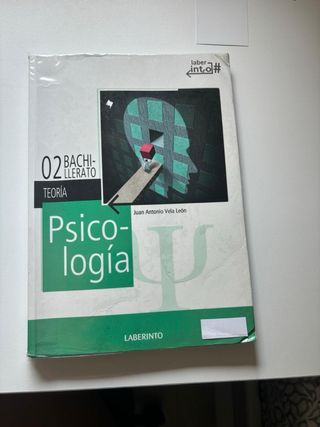 laber
into#
02 BACHI-
LLERATO
TEORÍA
Juan Antonio Vela León
Psico-
logía
Ψ
LABERINTO